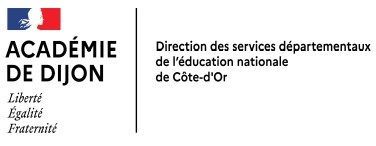 ACADÉMIE
DE DIJON
Liberté
Égalité
Fraternité
Direction des services départementaux
de l'éducation nationale
de Côte-d'Or